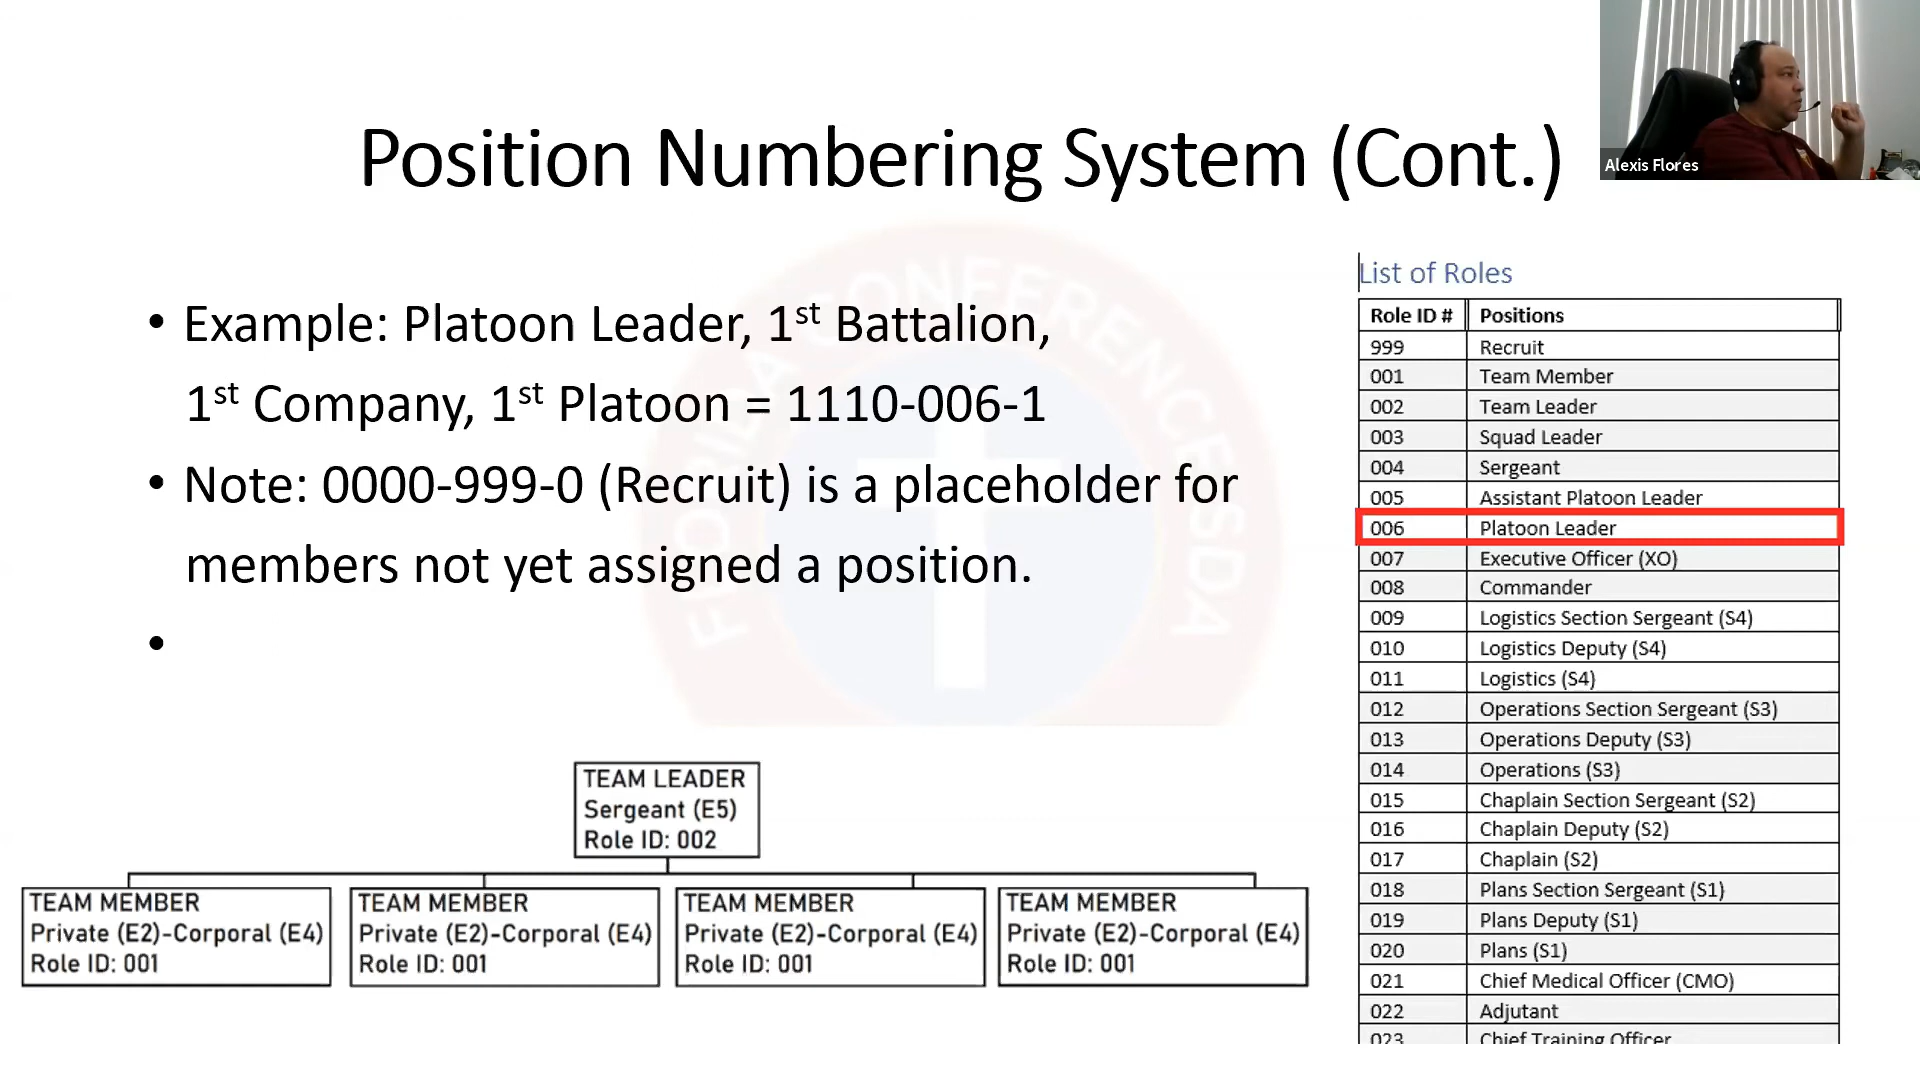 Position Numbering System (Cont.)
Alexis Flores
• Example: Platoon Leader, 1st Battalion,
1st Company, 1st Platoon = 1110-006-1
• Note: 0000-999-0 (Recruit) is a placeholder for
members not yet assigned a position.
•
FLORIDA CONFERENCE SDA
List of Roles
Role ID # Positions
999 Recruit
001 Team Member
002 Team Leader
003 Squad Leader
004 Sergeant
005 Assistant Platoon Leader
006 Platoon Leader
007 Executive Officer (XO)
008 Commander
009 Logistics Section Sergeant (S4)
010 Logistics Deputy (S4)
011 Logistics (S4)
012 Operations Section Sergeant (S3)
013 Operations Deputy (S3)
014 Operations (S3)
015 Chaplain Section Sergeant (S2)
016 Chaplain Deputy (S2)
017 Chaplain (S2)
018 Plans Section Sergeant (S1)
019 Plans Deputy (S1)
020 Plans (S1)
021 Chief Medical Officer (CMO)
022 Adjutant
023 Chief Training Officer
TEAM LEADER
Sergeant (E5)
Role ID: 002
TEAM MEMBER
Private (E2)-Corporal (E4)
Role ID: 001
TEAM MEMBER
Private (E2)-Corporal (E4)
Role ID: 001
TEAM MEMBER
Private (E2)-Corporal (E4)
Role ID: 001
TEAM MEMBER
Private (E2)-Corporal (E4)
Role ID: 001